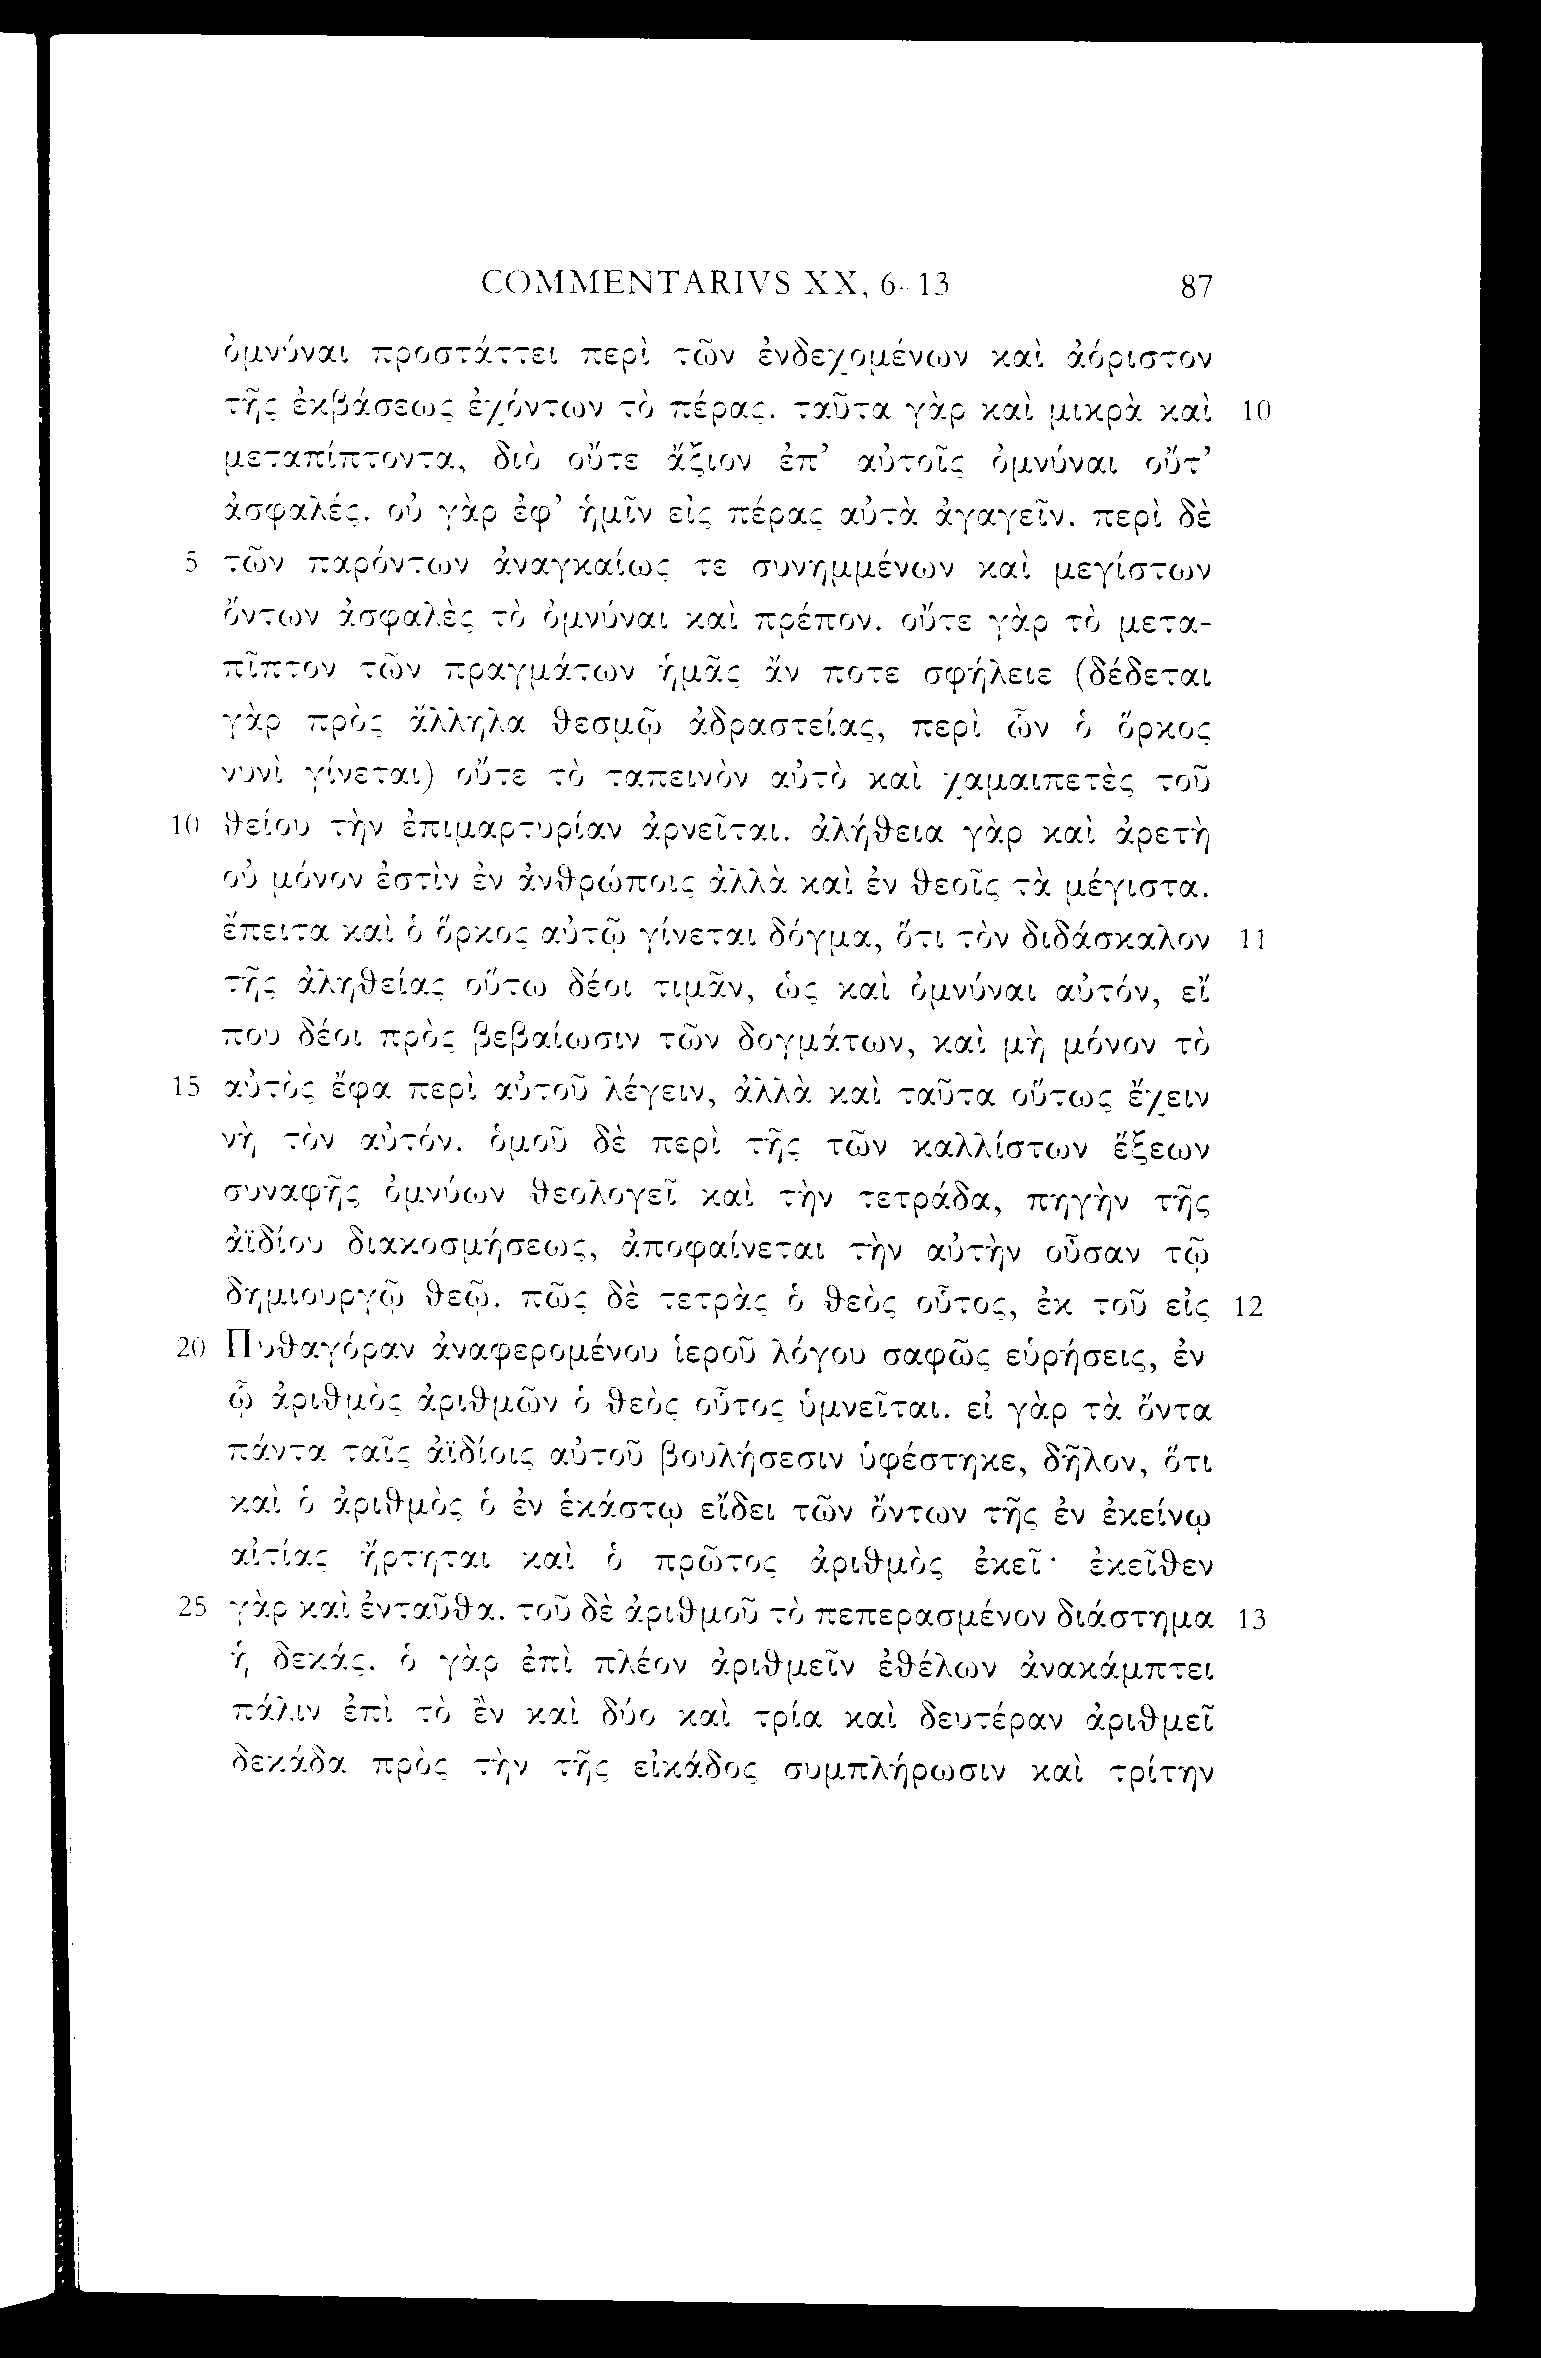 COMMENTARIVS XX, 6-13 87
ὀμνύναι προστάττει περὶ τῶν ἐνδεχομένων καὶ ἀόριστον
τῆς ἐκβάσεως ἐχόντων τὸ πέρας. ταῦτα γὰρ καὶ μικρὰ καὶ 10
μεταπίπτοντα, διὸ οὔτε ἄξιον ἐπ’ αὐτοῖς ὀμνύναι οὔτ’
ἀσφαλές. οὐ γὰρ ἐφ’ ἡμῖν εἰς πέρας αὐτὰ ἀγαγεῖν. περὶ δὲ
5 τῶν παρόντων ἀναγκαίως τε συνημμένων καὶ μεγίστων
ὄντων ἀσφαλὲς τὸ ὀμνύναι καὶ πρέπον. οὔτε γὰρ τὸ μετα-
πῖπτον τῶν πραγμάτων ἡμᾶς ἄν ποτε σφήλειε (δέδεται
γὰρ πρὸς ἄλληλα θεσμῷ ἀδραστείας, περὶ ὧν ὁ ὅρκος
νυνὶ γίνεται) οὔτε τὸ ταπεινὸν αὐτὸ καὶ χαμαιπετὲς τοῦ
10 θείου τὴν ἐπιμαρτυρίαν ἀρνεῖται. ἀλήθεια γὰρ καὶ ἀρετὴ
οὐ μόνον ἐστὶν ἐν ἀνθρώποις ἀλλὰ καὶ ἐν θεοῖς τὰ μέγιστα.
ἔπειτα καὶ ὁ ὅρκος αὐτῷ γίνεται δόγμα, ὅτι τὸν διδάσκαλον 11
τῆς ἀληθείας οὕτω δέοι τιμᾶν, ὡς καὶ ὀμνύναι αὐτόν, εἴ
που δέοι πρὸς βεβαίωσιν τῶν δογμάτων, καὶ μὴ μόνον τὸ
15 αὐτὸς ἔφα περὶ αὐτοῦ λέγειν, ἀλλὰ καὶ ταῦτα οὕτως ἔχειν
νὴ τὸν αὐτόν. ὁμοῦ δὲ περὶ τῆς τῶν καλλίστων ἕξεων
συναφῆς ὀμνύων θεολογεῖ καὶ τὴν τετράδα, πηγὴν τῆς
ἀϊδίου διακοσμήσεως, ἀποφαίνεται τὴν αὐτὴν οὖσαν τῷ
δημιουργῷ θεῷ. πῶς δὲ τετρὰς ὁ θεὸς οὗτος, ἐκ τοῦ εἰς 12
20 Πυθαγόραν ἀναφερομένου ἱεροῦ λόγου σαφῶς εὑρήσεις, ἐν
ᾧ ἀριθμὸς ἀριθμῶν ὁ θεὸς οὗτος ὑμνεῖται. εἰ γὰρ τὰ ὄντα
πάντα ταῖς ἀϊδίοις αὐτοῦ βουλήσεσιν ὑφέστηκε, δῆλον, ὅτι
καὶ ὁ ἀριθμὸς ὁ ἐν ἑκάστῳ εἴδει τῶν ὄντων τῆς ἐν ἐκείνῳ
αἰτίας ἤρτηται καὶ ὁ πρῶτος ἀριθμὸς ἐκεῖ· ἐκεῖθεν
25 γὰρ καὶ ἐνταῦθα. τοῦ δὲ ἀριθμοῦ τὸ πεπερασμένον διάστημα 13
ἡ δεκάς. ὁ γὰρ ἐπὶ πλέον ἀριθμεῖν ἐθέλων ἀνακάμπτει
πάλιν ἐπὶ τὸ ἓν καὶ δύο καὶ τρία καὶ δευτέραν ἀριθμεῖ
δεκάδα πρὸς τὴν τῆς εἰκάδος συμπλήρωσιν καὶ τρίτην